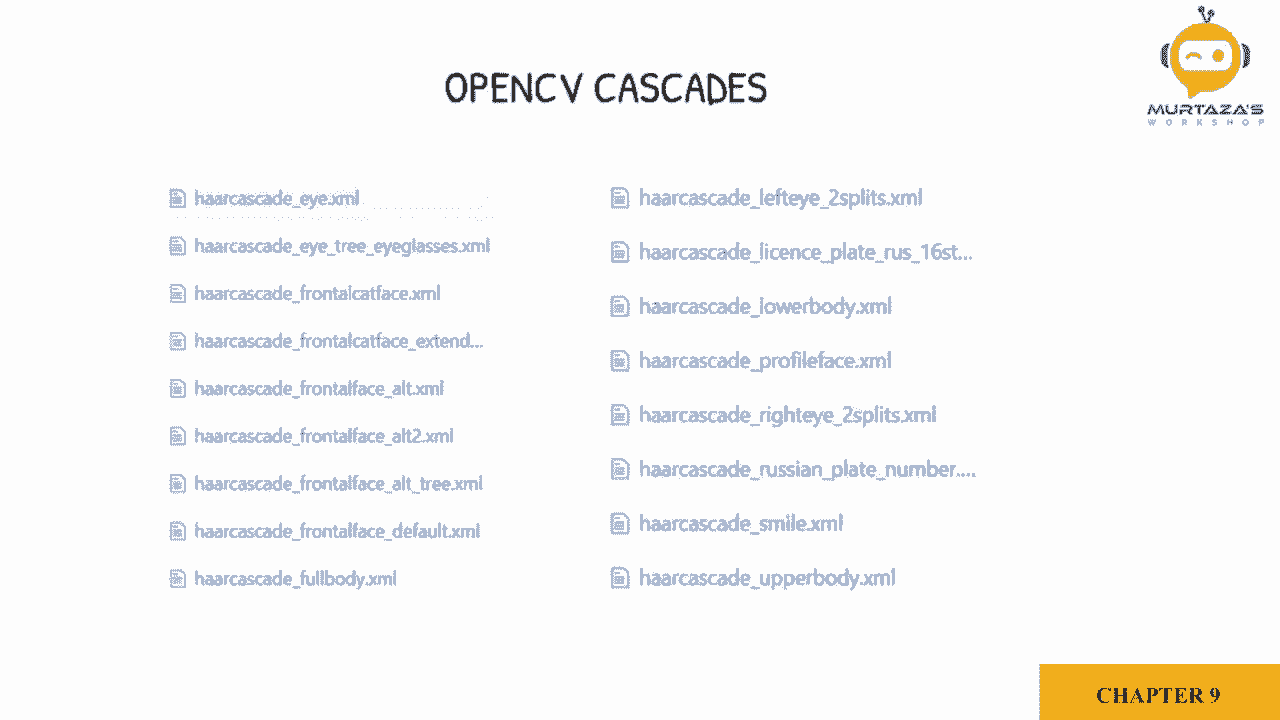 OPENCV CASCADES
MURTAZA'S
WORKSHOP
haarcascade_eye.xml
haarcascade_eye_tree_eyeglasses.xml
haarcascade_frontalcatface.xml
haarcascade_frontalcatface_extend...
haarcascade_frontalface_alt.xml
haarcascade_frontalface_alt2.xml
haarcascade_frontalface_alt_tree.xml
haarcascade_frontalface_default.xml
haarcascade_fullbody.xml
haarcascade_lefteye_2splits.xml
haarcascade_licence_plate_rus_16st...
haarcascade_lowerbody.xml
haarcascade_profileface.xml
haarcascade_righteye_2splits.xml
haarcascade_russian_plate_number....
haarcascade_smile.xml
haarcascade_upperbody.xml
CHAPTER 9